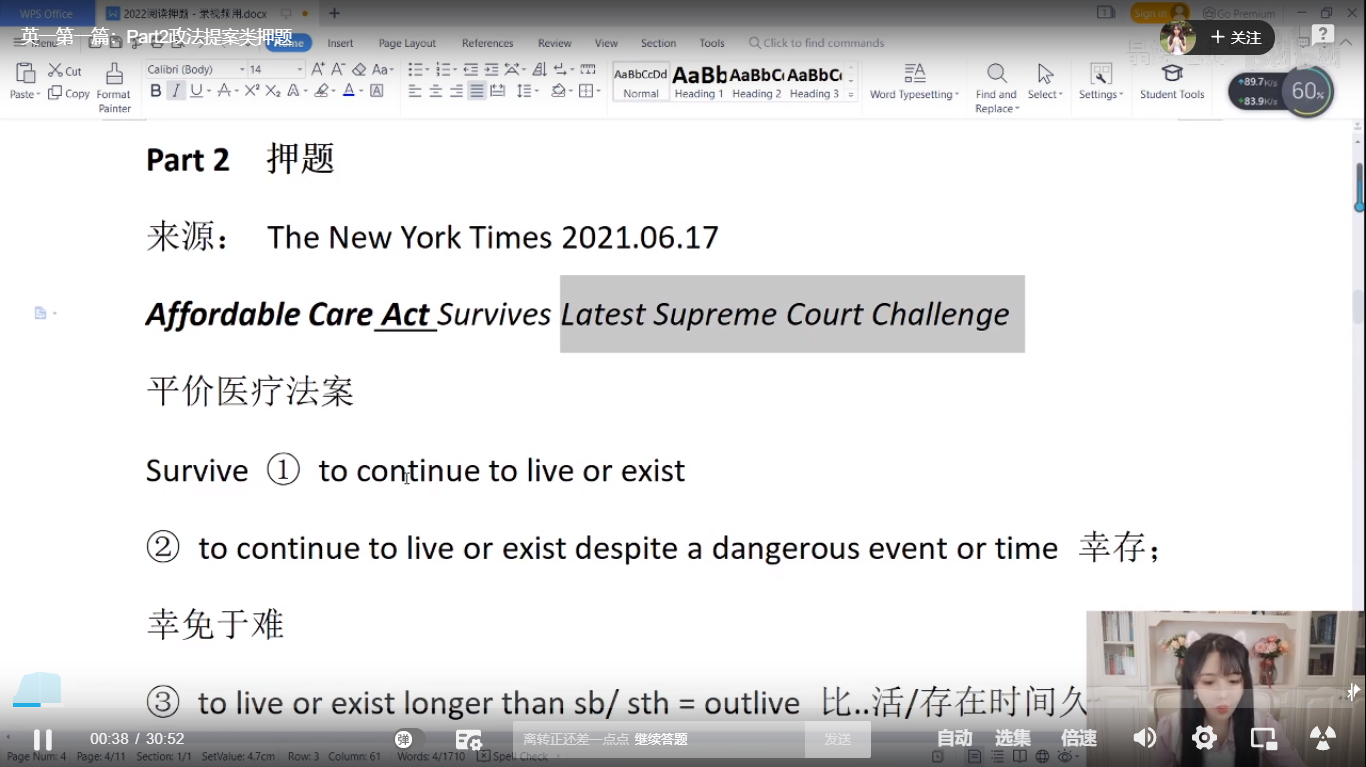 WPS Office
2022阅读押题 - 录视频用.docx
Sign in
Go Premium
英一第一篇：Part2政法提案类押题
+ 关注
Menu
Home
Insert
Page Layout
References
Review
View
Section
Tools
Click to find commands
Paste
Cut
Copy
Format Painter
Calibri (Body)
14
AaBbCcDd
Normal
AaBb
Heading 1
AaBbC
Heading 2
AaBbC
Heading 3
Word Typesetting
Find and Replace
Select
Settings
Student Tools
89.7K/s
83.9K/s
60%
Part 2 押题
来源： The New York Times 2021.06.17
Affordable Care Act Survives Latest Supreme Court Challenge
平价医疗法案
Survive ① to continue to live or exist
② to continue to live or exist despite a dangerous event or time 幸存；
幸免于难
③ to live or exist longer than sb/ sth = outlive 比..活/存在时间久
00:38 / 30:52
弹
离转正还差一点点 继续答题
发送
自动
选集
倍速
Page Num: 4 Page: 4/11 Section: 1/1 SetValue: 4.7cm Row: 3 Column: 61 Words: 4/1710 Spell Check